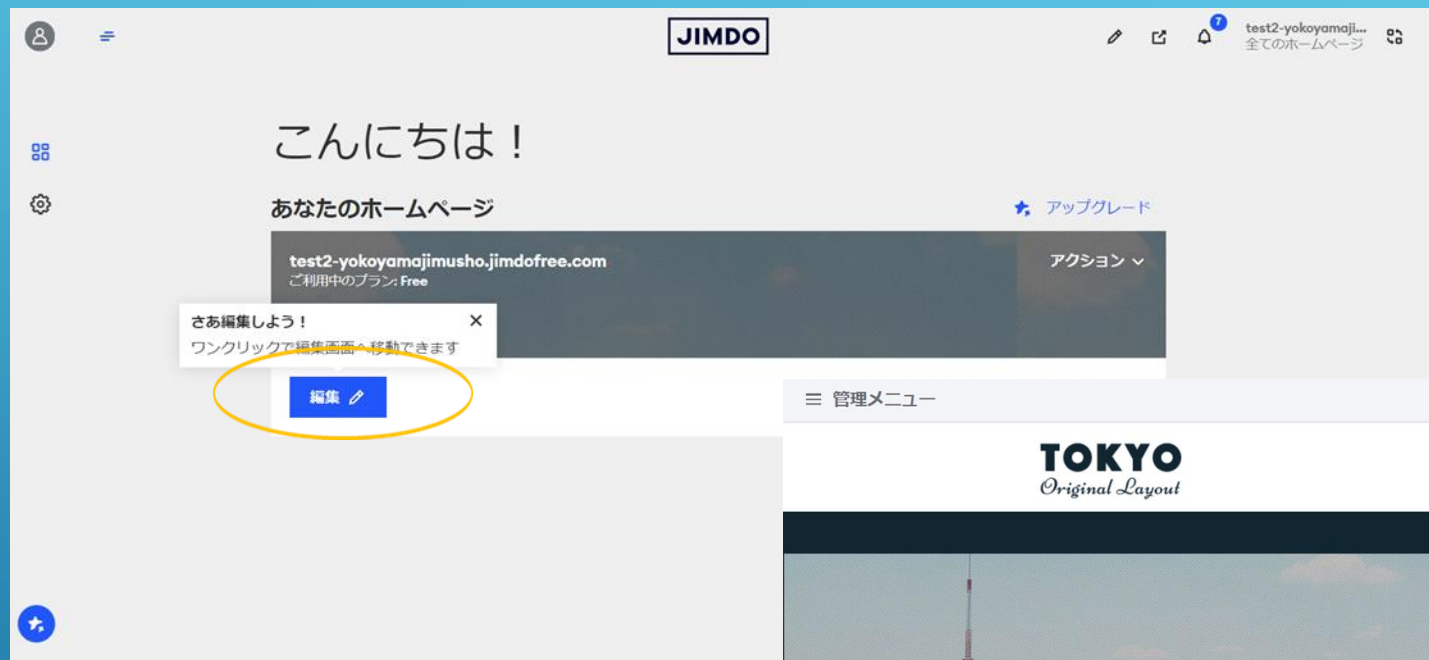 JIMDO
7
test2-yokoyamaji...
全てのホームページ
こんにちは！
あなたのホームページ
アップグレード
test2-yokoyamajimusho.jimdofree.com
ご利用中のプラン: Free
アクション
さあ編集しよう！
ワンクリックで編集画面へ移動できます
編集
管理メニュー
TOKYO
Original Layout